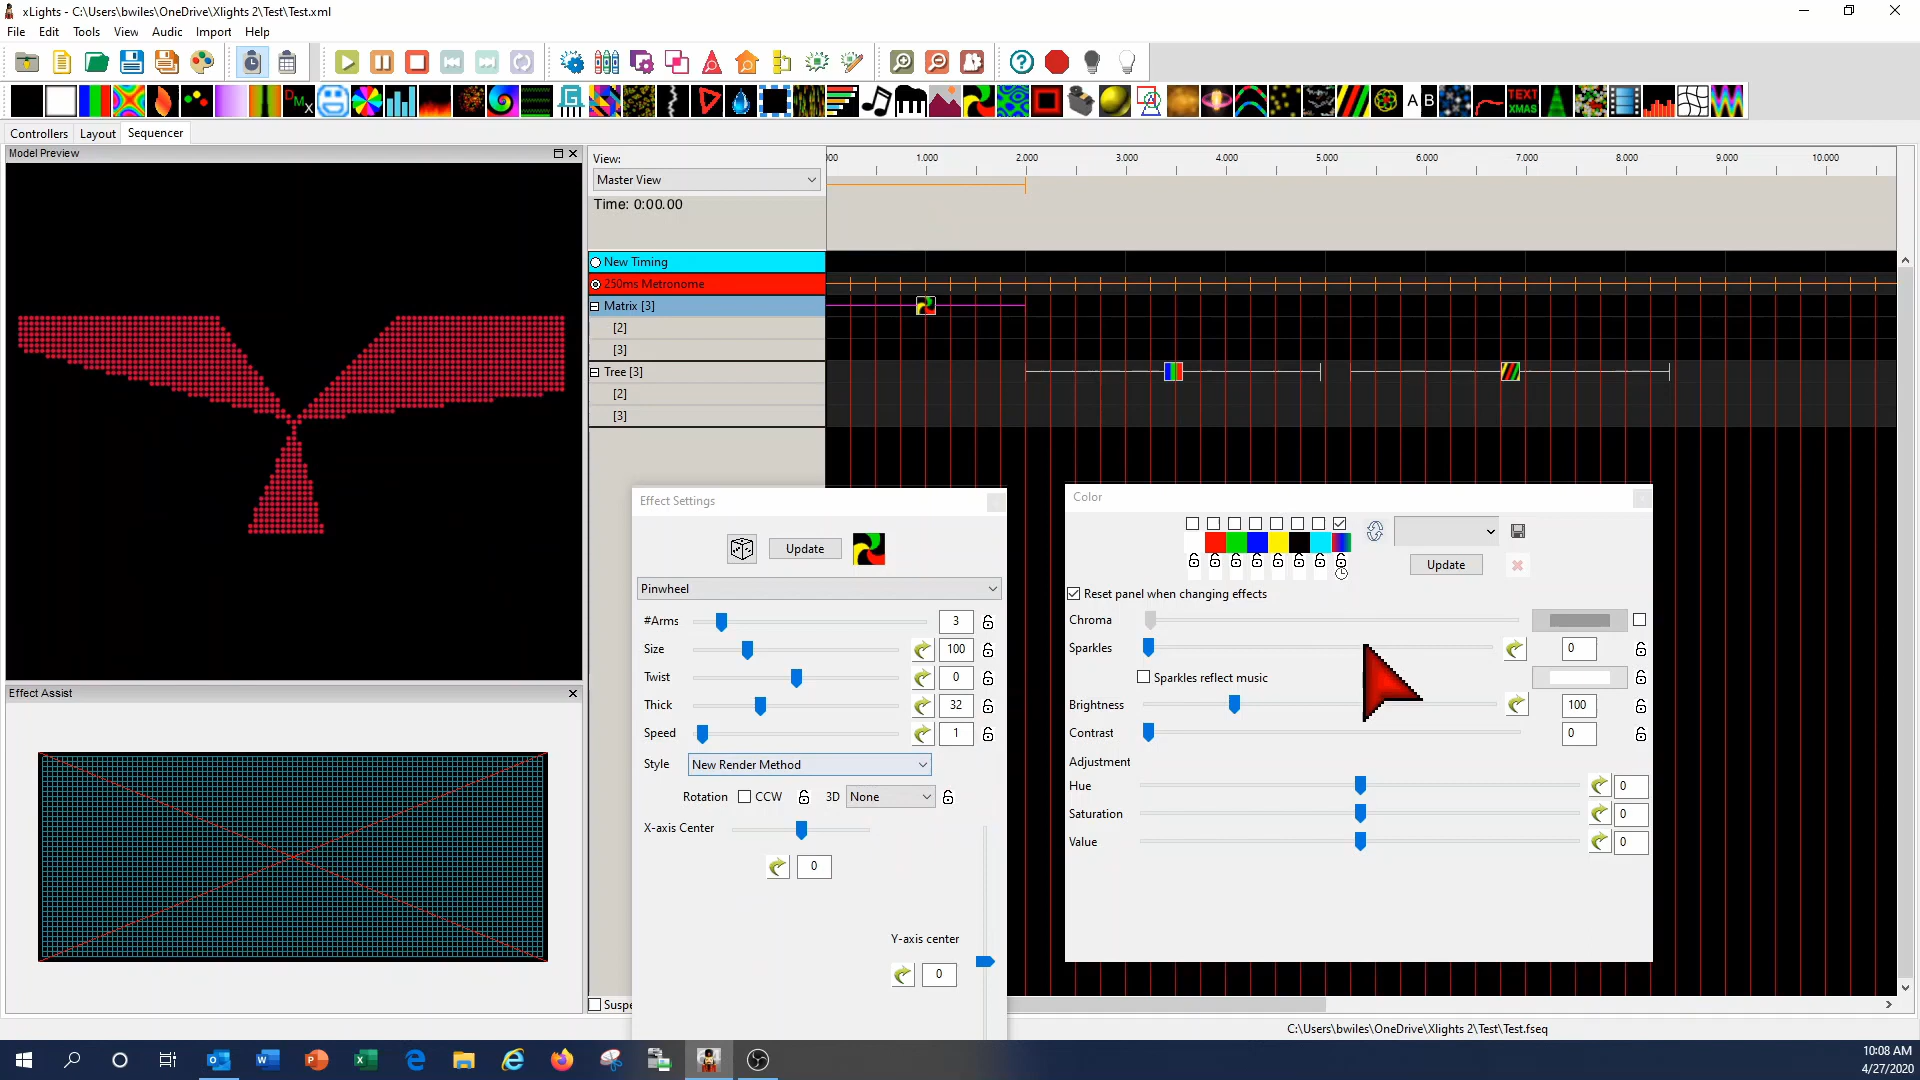 xLights - C:\Users\bwiles\OneDrive\Xlights 2\Test\Test.xml
File Edit Tools View Audio Import Help
DMX
A B
TEXT XMAS
Controllers Layout Sequencer
Model Preview
View:
Master View
Time: 0:00.00
00 1.000 2.000 3.000 4.000 5.000 6.000 7.000 8.000 9.000 10.000
New Timing
250ms Metronome
Matrix [3]
[2]
[3]
Tree [3]
[2]
[3]
Effect Settings
Update
Pinwheel
#Arms 3
Size 100
Twist 0
Thick 32
Speed 1
Style New Render Method
Rotation CCW 3D None
X-axis Center
0
Y-axis center
0
Color
Update
Reset panel when changing effects
Chroma
Sparkles 0
Sparkles reflect music
Brightness 100
Contrast 0
Adjustment
Hue 0
Saturation 0
Value 0
Effect Assist
Suspe
C:\Users\bwiles\OneDrive\Xlights 2\Test\Test.fseq
10:08 AM
4/27/2020